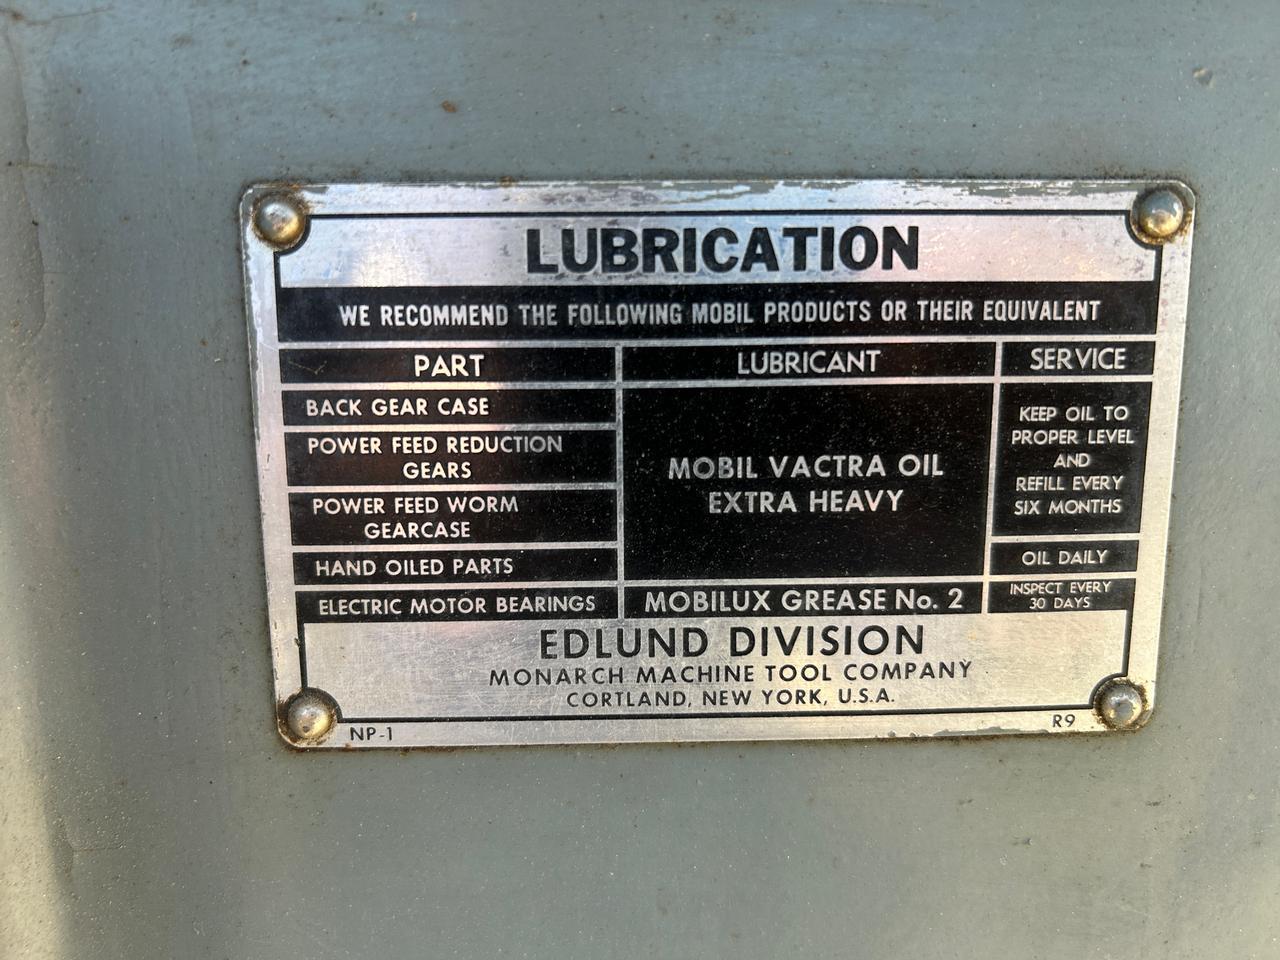 LUBRICATION
WE RECOMMEND THE FOLLOWING MOBIL PRODUCTS OR THEIR EQUIVALENT
PART LUBRICANT SERVICE
BACK GEAR CASE
POWER FEED REDUCTION
GEARS
POWER FEED WORM
GEARCASE
HAND OILED PARTS
ELECTRIC MOTOR BEARINGS
MOBIL VACTRA OIL
EXTRA HEAVY
MOBILUX GREASE No. 2
KEEP OIL TO
PROPER LEVEL
AND
REFILL EVERY
SIX MONTHS
OIL DAILY
INSPECT EVERY
30 DAYS
EDLUND DIVISION
MONARCH MACHINE TOOL COMPANY
CORTLAND, NEW YORK, U.S.A.
NP-1 R9